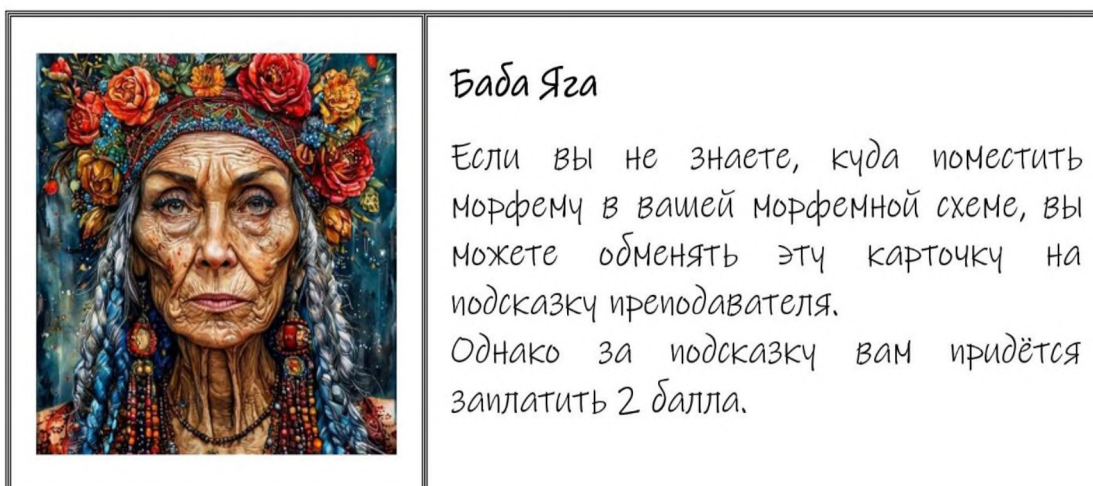 Баба Яга
Если вы не знаете, куда поместить
морфему в вашей морфемной схеме, вы
можете обменять эту карточку на
подсказку преподавателя.
Однако за подсказку вам придётся
заплатить 2 балла.